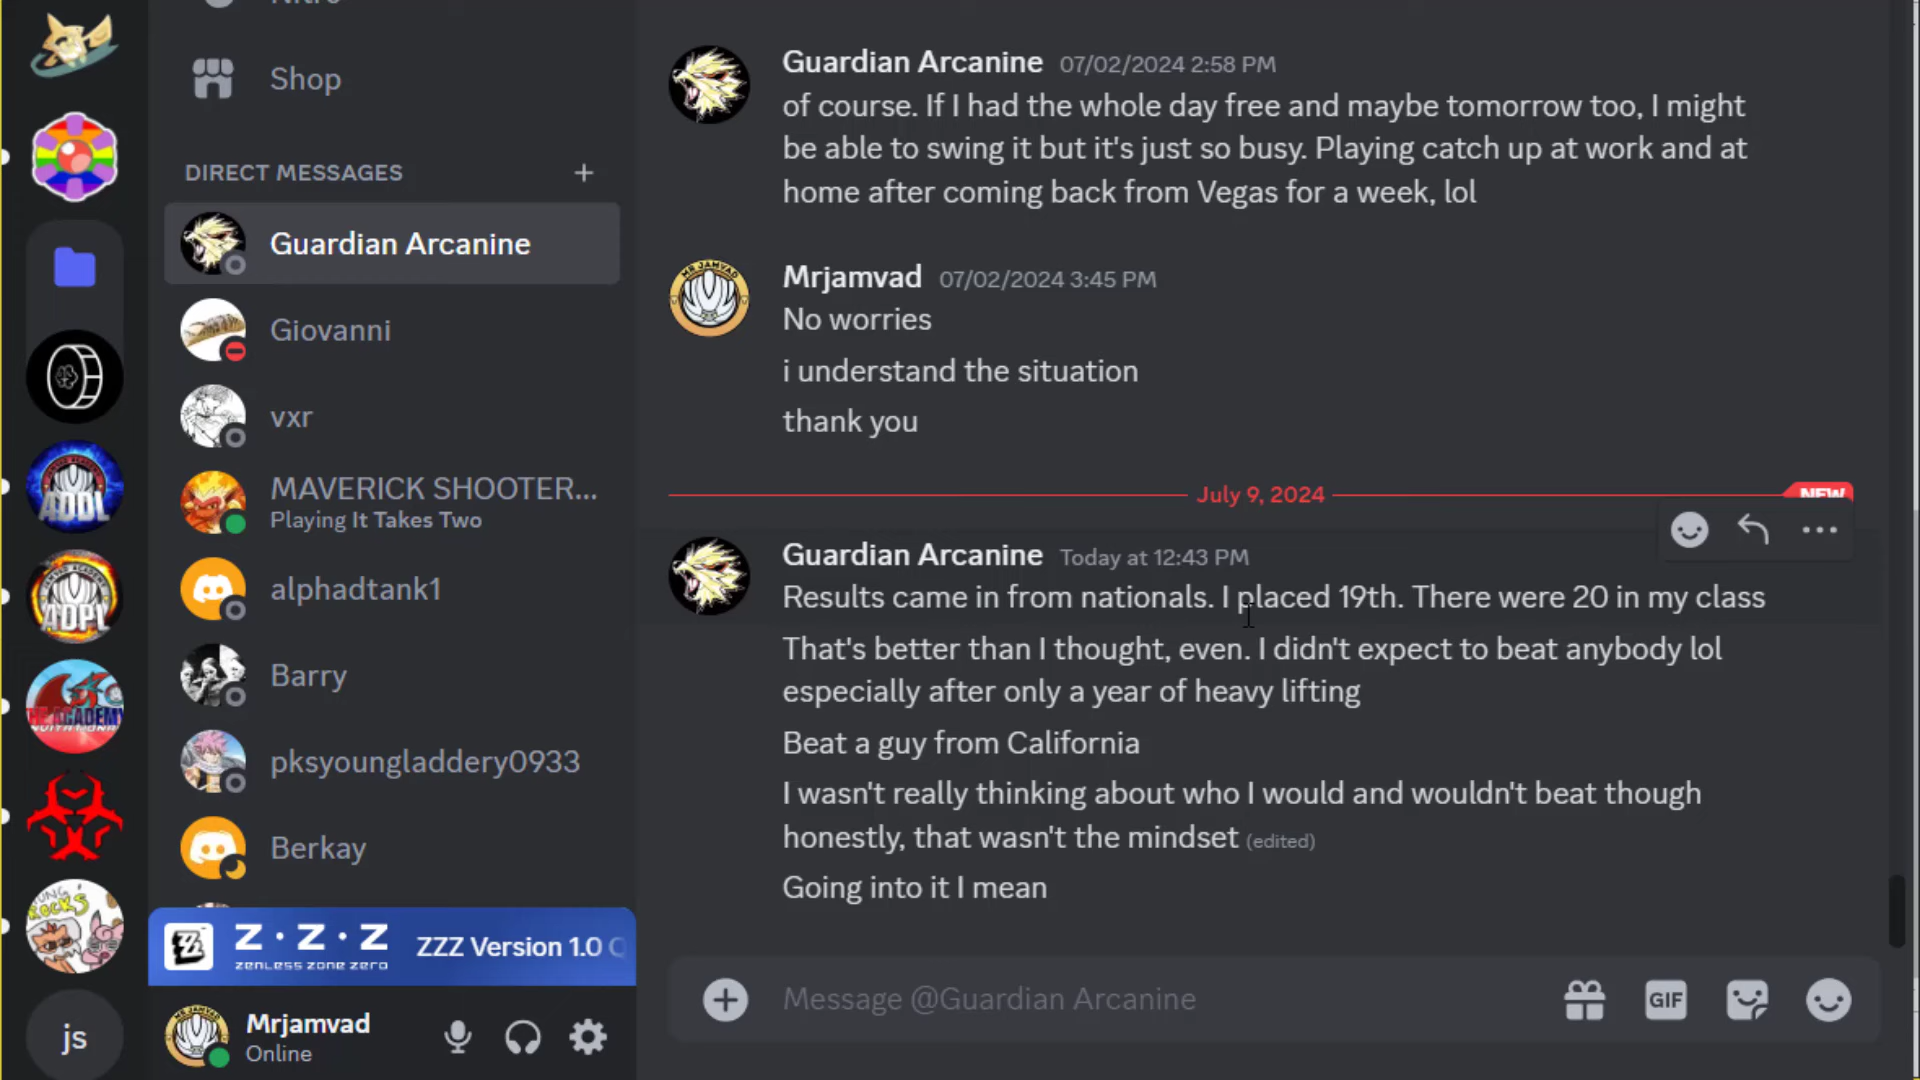 Nitro
Shop
DIRECT MESSAGES
Guardian Arcanine
Giovanni
vxr
MAVERICK SHOOTER...
Playing It Takes Two
alphadtank1
Barry
pksyoungladdery0933
Berkay
Z·Z·Z
ZENLESS ZONE ZERO
ZZZ Version 1.0
Mrjamvad
Online
js
ADDL
ADPL
Guardian Arcanine 07/02/2024 2:58 PM
of course. If I had the whole day free and maybe tomorrow too, I might
be able to swing it but it's just so busy. Playing catch up at work and at
home after coming back from Vegas for a week, lol
Mrjamvad 07/02/2024 3:45 PM
No worries
i understand the situation
thank you
July 9, 2024
NEW
Guardian Arcanine Today at 12:43 PM
Results came in from nationals. I placed 19th. There were 20 in my class
That's better than I thought, even. I didn't expect to beat anybody lol
especially after only a year of heavy lifting
Beat a guy from California
I wasn't really thinking about who I would and wouldn't beat though
honestly, that wasn't the mindset (edited)
Going into it I mean
Message @Guardian Arcanine
GIF